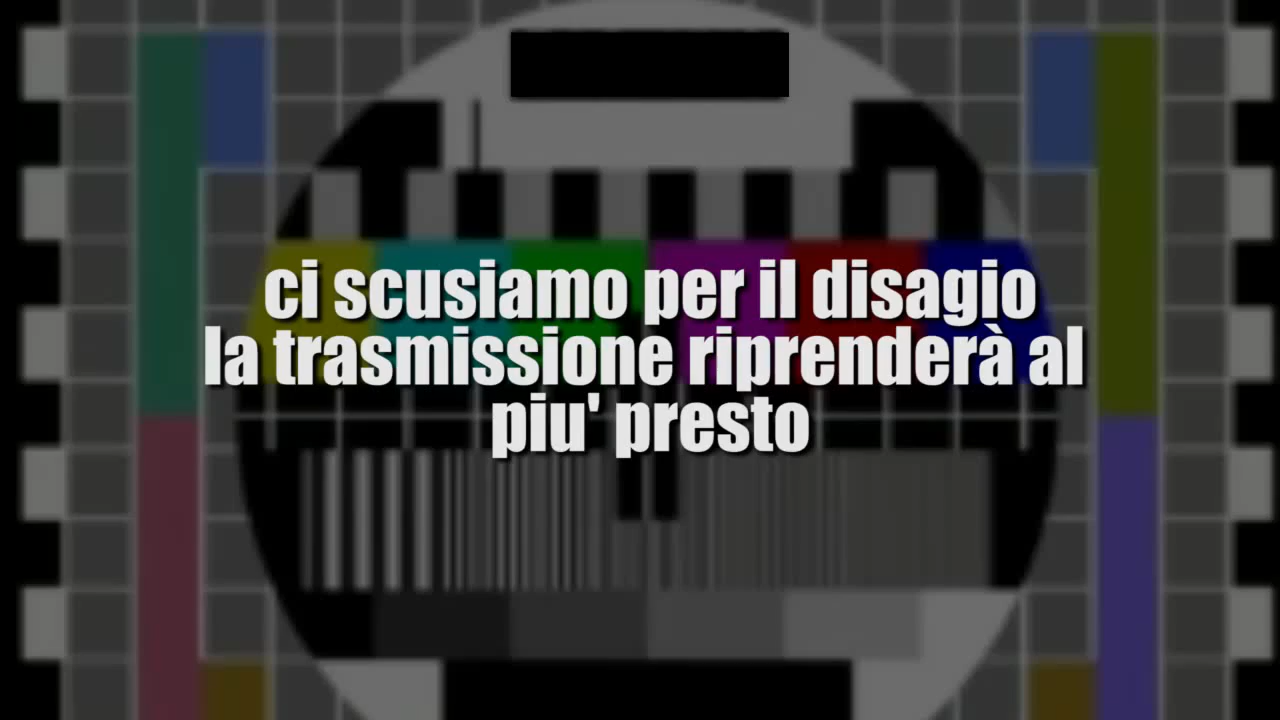 ci scusiamo per il disagio
la trasmissione riprenderà al
piu' presto